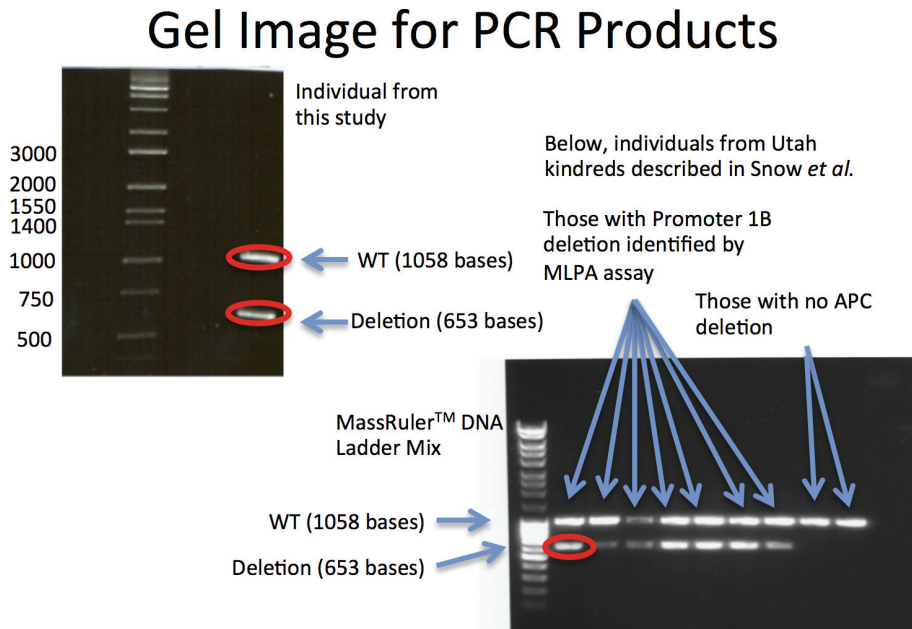 Gel Image for PCR Products
Individual from
this study
3000
2000
1550
1400
1000
750
500
WT (1058 bases)
Deletion (653 bases)
Below, individuals from Utah
kindreds described in Snow et al.
Those with Promoter 1B
deletion identified by
MLPA assay
Those with no APC
deletion
MassRuler™ DNA
Ladder Mix
WT (1058 bases)
Deletion (653 bases)